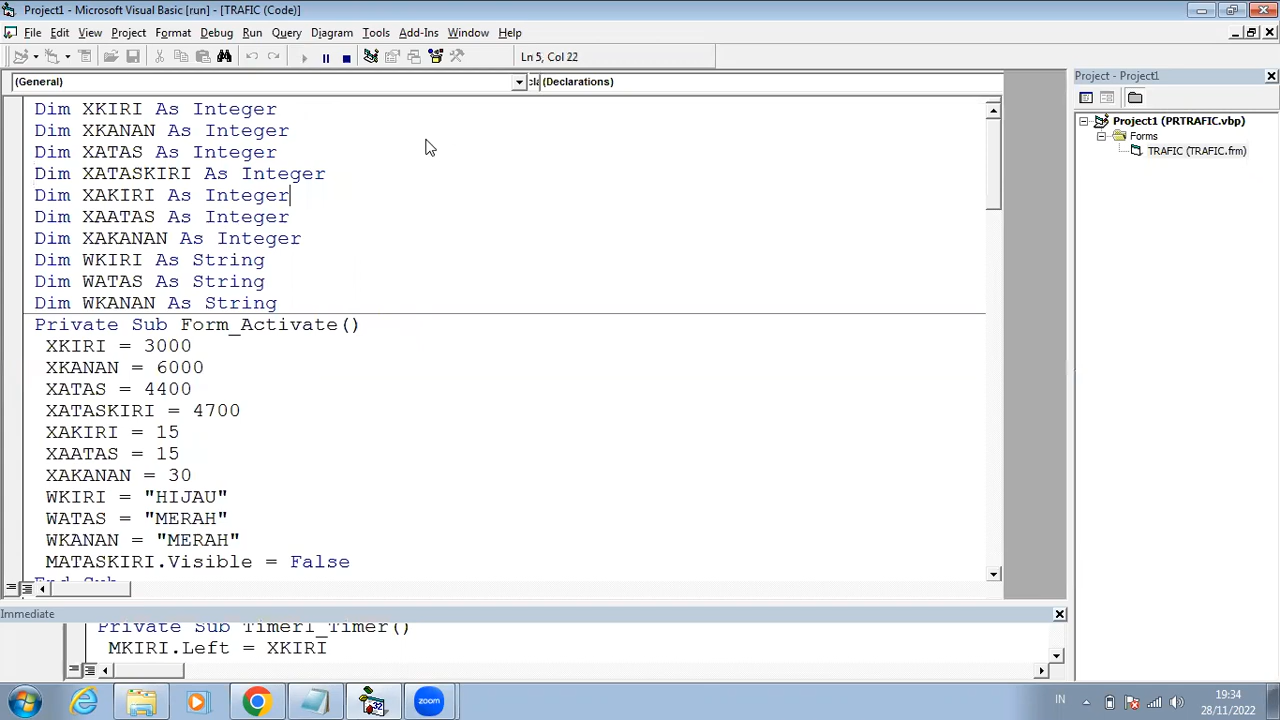 Project1 - Microsoft Visual Basic [run] - [TRAFIC (Code)]
File Edit View Project Format Debug Run Query Diagram Tools Add-Ins Window Help
Ln 5, Col 22
(General)
(Declarations)
Dim XKIRI As Integer
Dim XKANAN As Integer
Dim XATAS As Integer
Dim XATASKIRI As Integer
Dim XAKIRI As Integer
Dim XAATAS As Integer
Dim XAKANAN As Integer
Dim WKIRI As String
Dim WATAS As String
Dim WKANAN As String
Private Sub Form_Activate()
XKIRI = 3000
XKANAN = 6000
XATAS = 4400
XATASKIRI = 4700
XAKIRI = 15
XAATAS = 15
XAKANAN = 30
WKIRI = "HIJAU"
WATAS = "MERAH"
WKANAN = "MERAH"
MATASKIRI.Visible = False
End Sub
Immediate
Private Sub Timer1_Timer()
MKIRI.Left = XKIRI
Project - Project1
Project1 (PRTRAFIC.vbp)
Forms
TRAFIC (TRAFIC.frm)
32
zoom
IN
19:34
28/11/2022